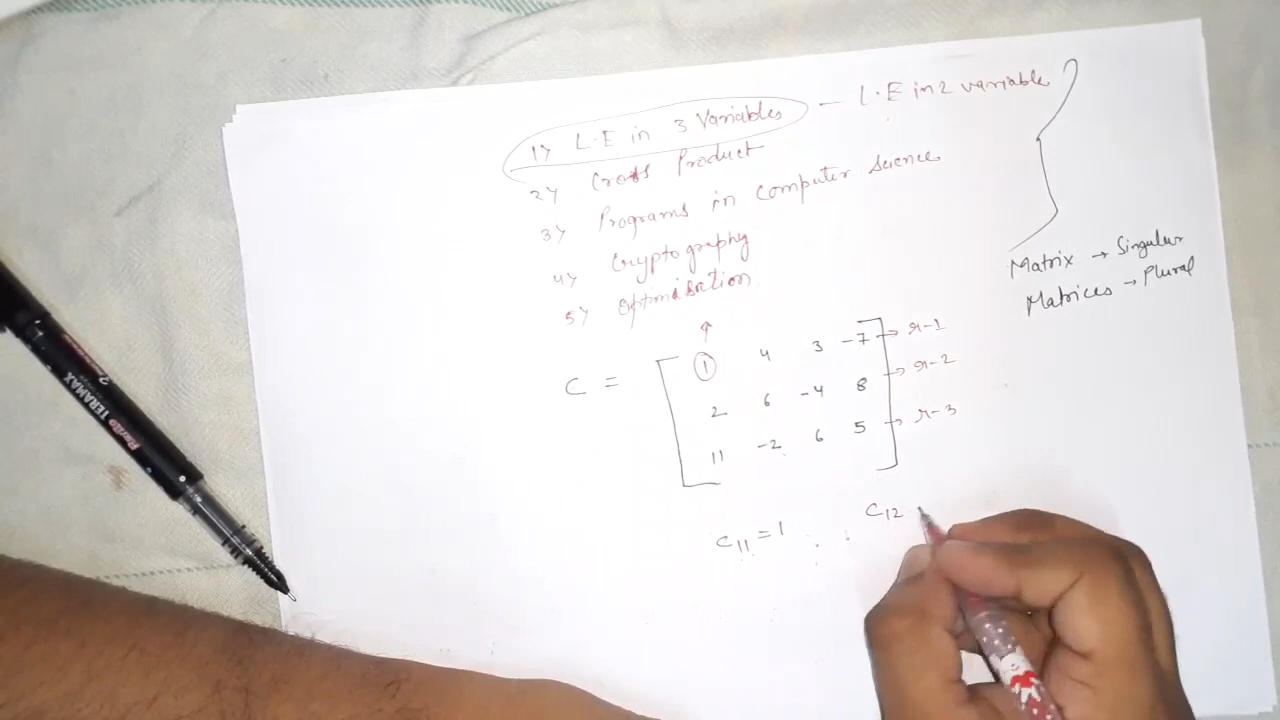 1) L.E in 3 Variables — L.E in 2 variable
2) Cross Product
3) Programs in Computer Science
4) Cryptography
5) Optimisation
Matrix → Singular
Matrices → Plural
C = [ 1 4 3 -7 ] → r-1
2 6 -4 8 → r-2
11 -2 6 5 → r-3
C11 = 1 C12
TERAMAX